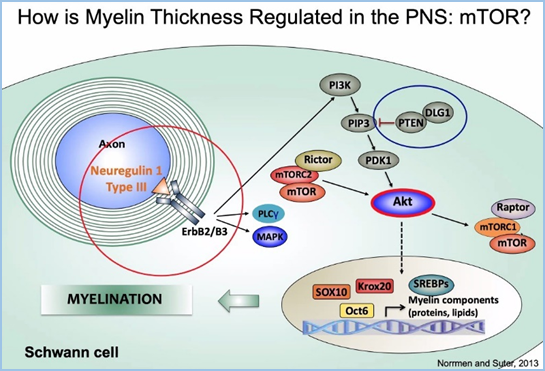 How is Myelin Thickness Regulated in the PNS: mTOR?
Axon
Neuregulin 1
Type III
ErbB2/B3
PLCγ
MAPK
PI3K
PIP3
PTEN
DLG1
PDK1
Rictor
mTORC2
mTOR
Akt
Raptor
mTORC1
mTOR
SOX10
Krox20
SREBPs
Oct6
Myelin components
(proteins, lipids)
MYELINATION
Schwann cell
Norrmen and Suter, 2013